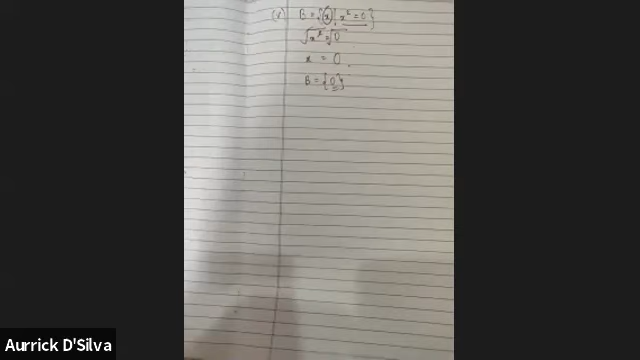 (v) B = {x | x² = 0}
√x² = √0
x = 0
B = {0}
Aurrick D'Silva